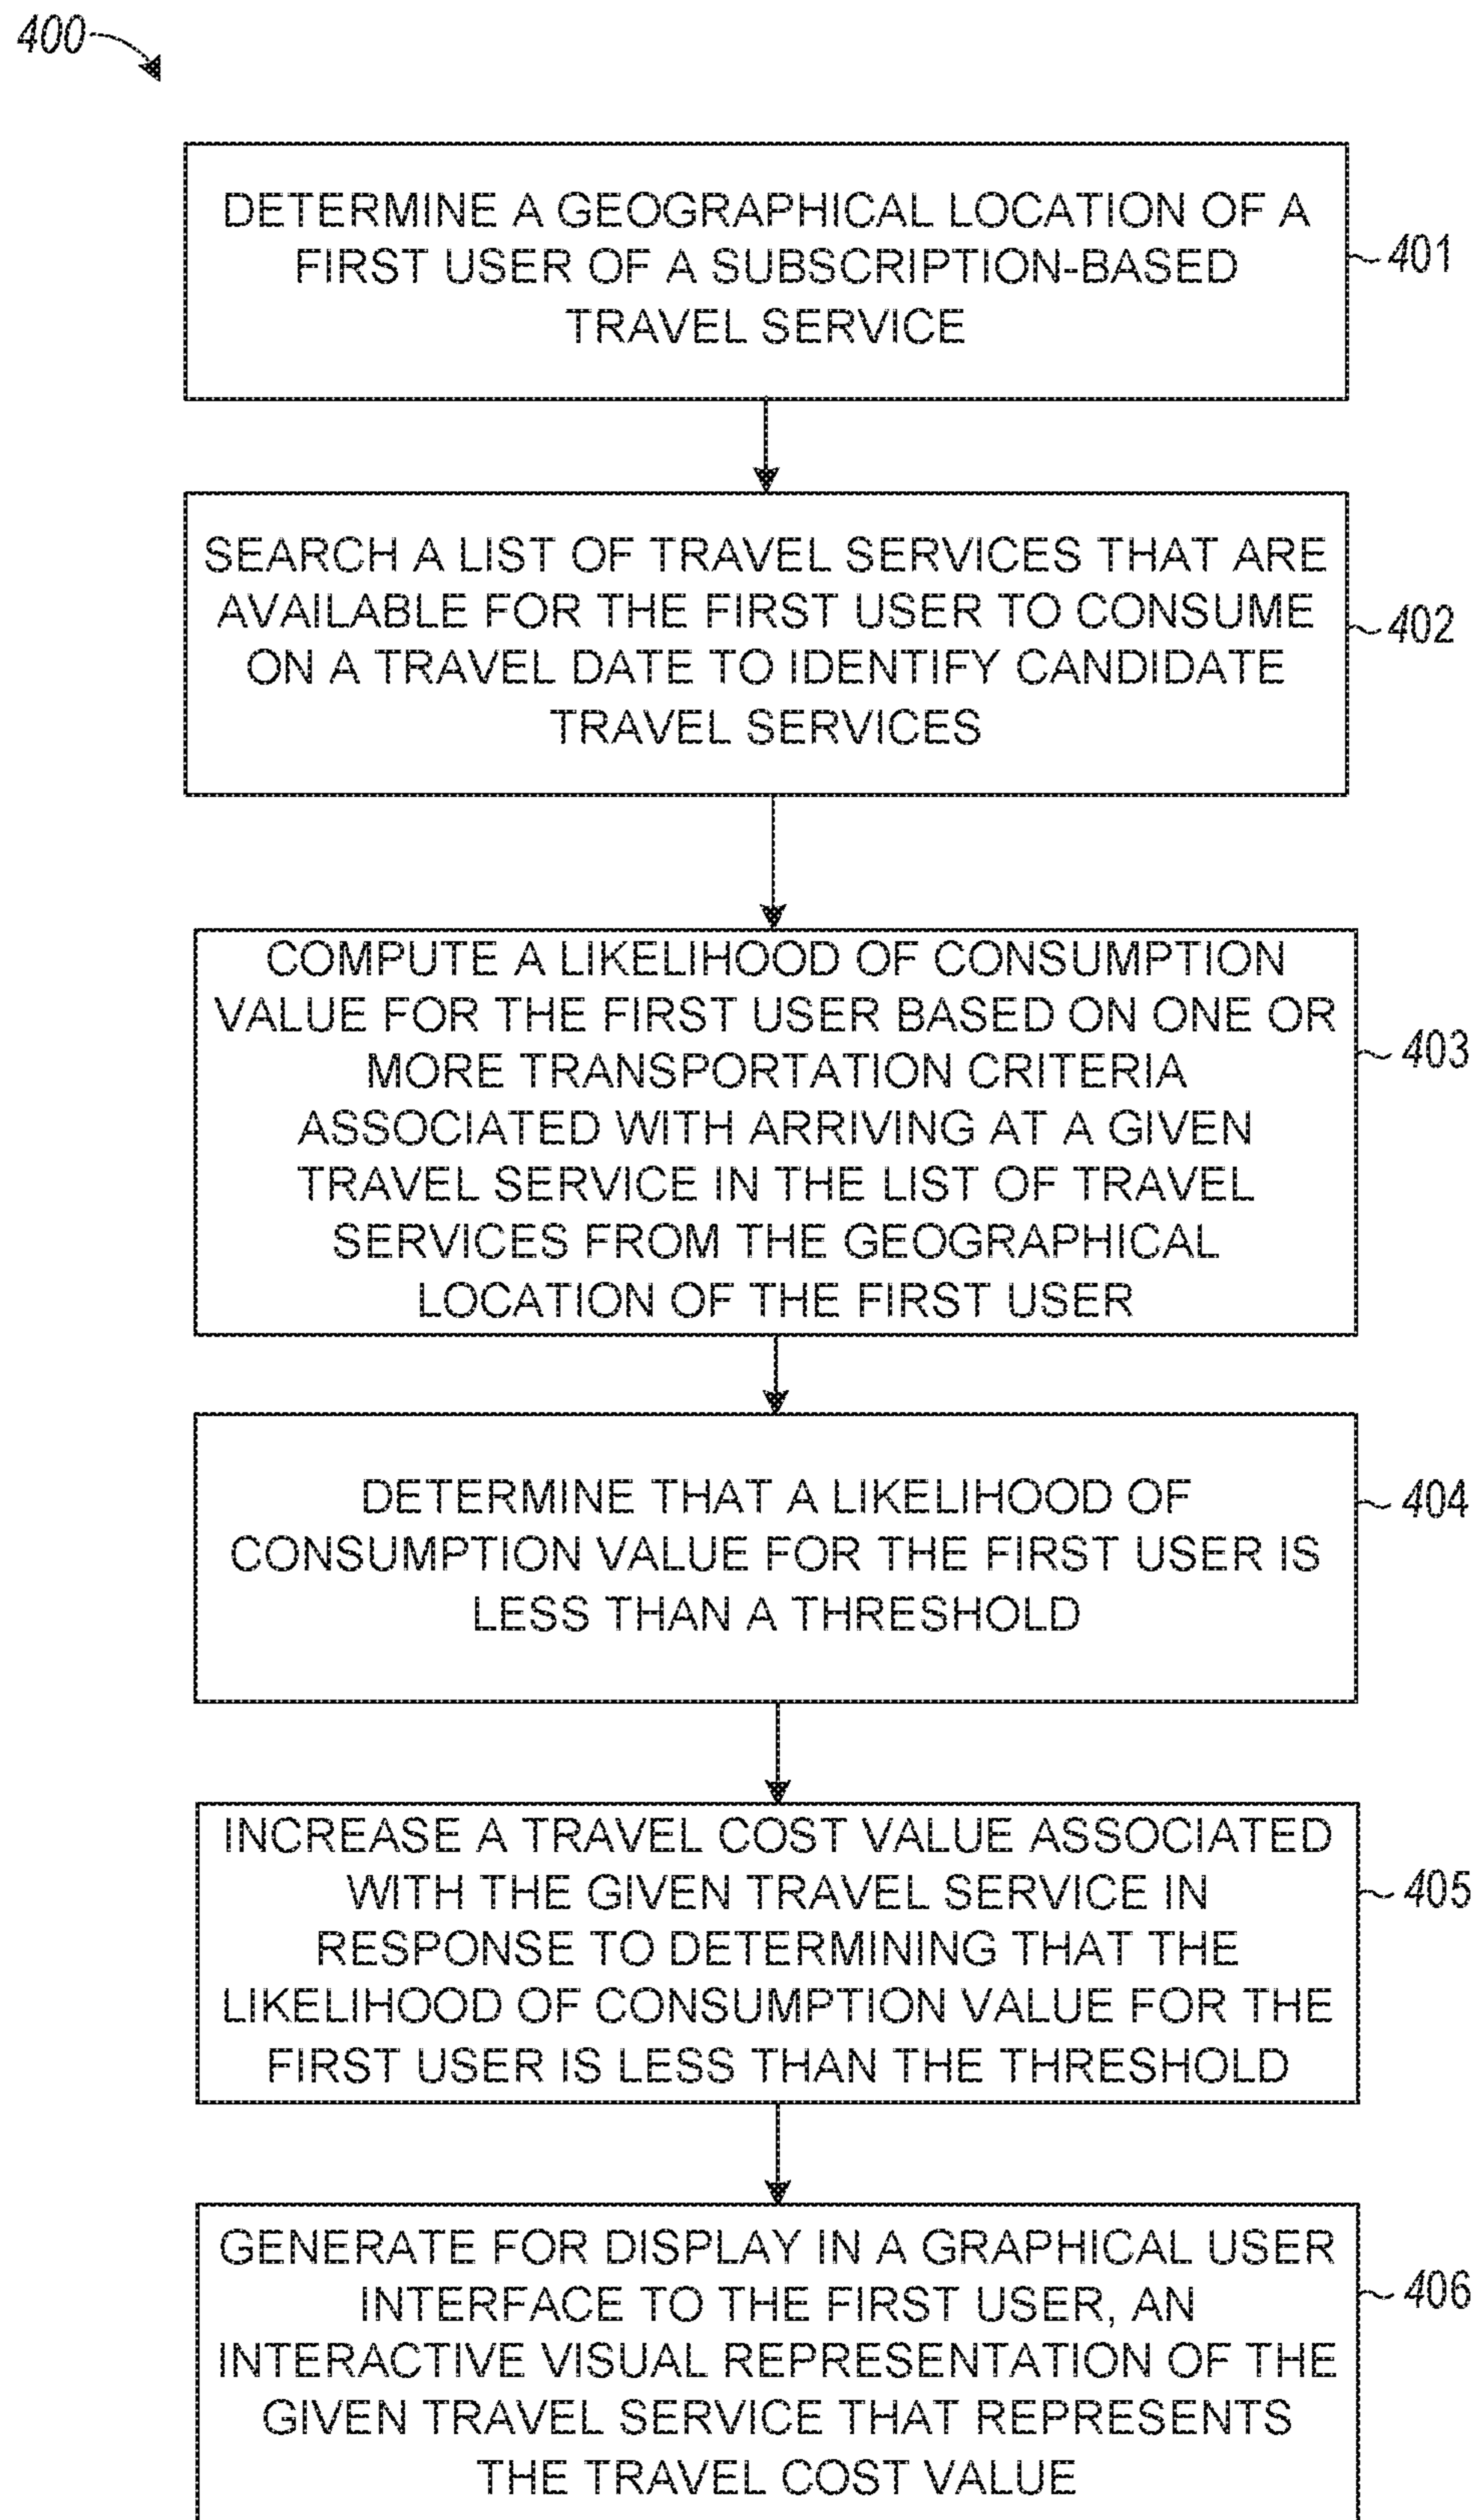 400
DETERMINE A GEOGRAPHICAL LOCATION OF A
FIRST USER OF A SUBSCRIPTION-BASED
TRAVEL SERVICE
401
SEARCH A LIST OF TRAVEL SERVICES THAT ARE
AVAILABLE FOR THE FIRST USER TO CONSUME
ON A TRAVEL DATE TO IDENTIFY CANDIDATE
TRAVEL SERVICES
402
COMPUTE A LIKELIHOOD OF CONSUMPTION
VALUE FOR THE FIRST USER BASED ON ONE OR
MORE TRANSPORTATION CRITERIA
ASSOCIATED WITH ARRIVING AT A GIVEN
TRAVEL SERVICE IN THE LIST OF TRAVEL
SERVICES FROM THE GEOGRAPHICAL
LOCATION OF THE FIRST USER
403
DETERMINE THAT A LIKELIHOOD OF
CONSUMPTION VALUE FOR THE FIRST USER IS
LESS THAN A THRESHOLD
404
INCREASE A TRAVEL COST VALUE ASSOCIATED
WITH THE GIVEN TRAVEL SERVICE IN
RESPONSE TO DETERMINING THAT THE
LIKELIHOOD OF CONSUMPTION VALUE FOR THE
FIRST USER IS LESS THAN THE THRESHOLD
405
GENERATE FOR DISPLAY IN A GRAPHICAL USER
INTERFACE TO THE FIRST USER, AN
INTERACTIVE VISUAL REPRESENTATION OF THE
GIVEN TRAVEL SERVICE THAT REPRESENTS
THE TRAVEL COST VALUE
406